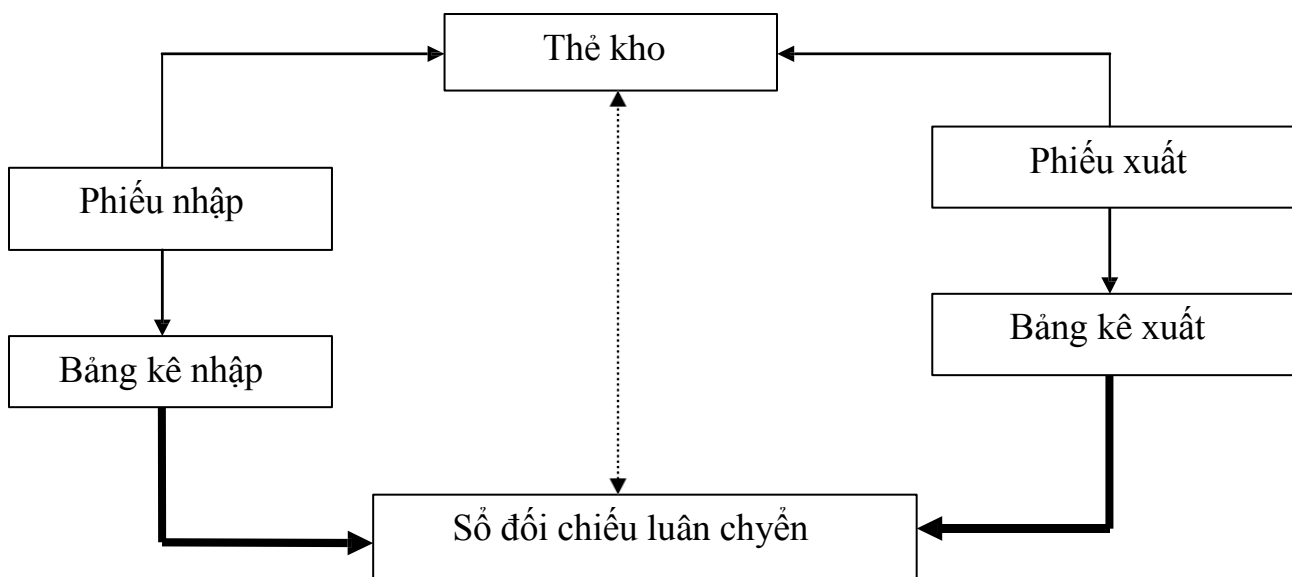 Thẻ kho
Phiếu xuất
Phiếu nhập
Bảng kê xuất
Bảng kê nhập
Sổ đối chiếu luân chyển